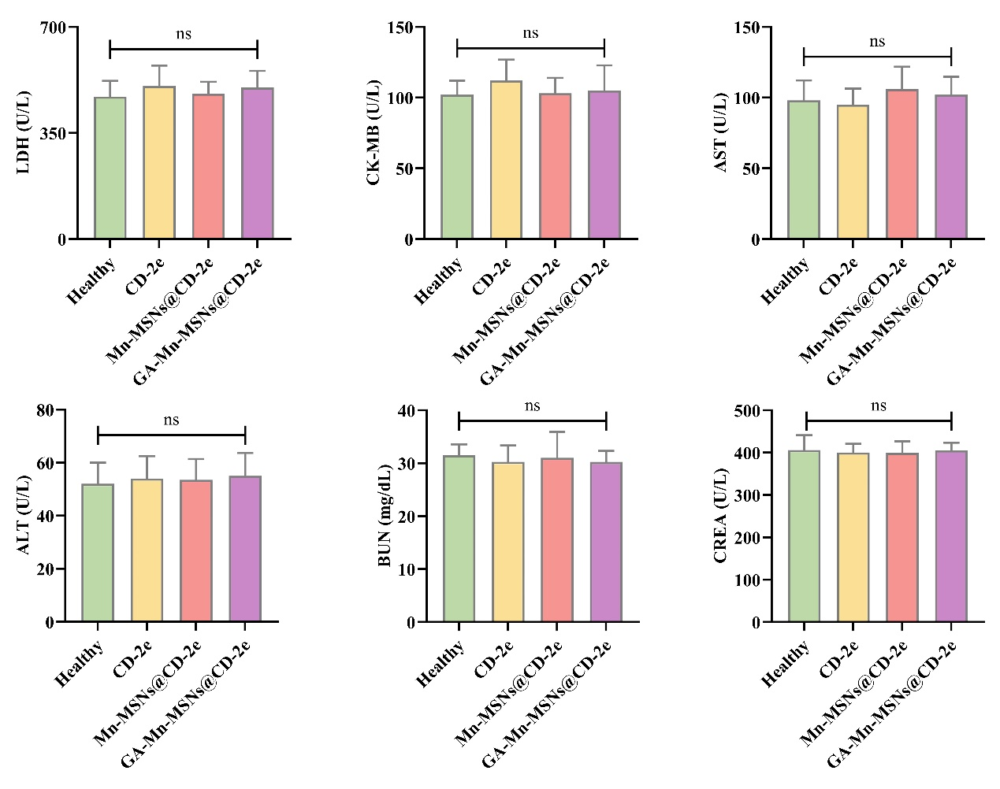 LDH (U/L)
700
350
0
ns
Healthy
CD-2e
Mn-MSNs@CD-2e
GA-Mn-MSNs@CD-2e
CK-MB (U/L)
150
100
50
0
ns
Healthy
CD-2e
Mn-MSNs@CD-2e
GA-Mn-MSNs@CD-2e
AST (U/L)
150
100
50
0
ns
Healthy
CD-2e
Mn-MSNs@CD-2e
GA-Mn-MSNs@CD-2e
ALT (U/L)
80
60
40
20
0
ns
Healthy
CD-2e
Mn-MSNs@CD-2e
GA-Mn-MSNs@CD-2e
BUN (mg/dL)
40
30
20
10
0
ns
Healthy
CD-2e
Mn-MSNs@CD-2e
GA-Mn-MSNs@CD-2e
CREA (U/L)
500
400
300
200
100
0
ns
Healthy
CD-2e
Mn-MSNs@CD-2e
GA-Mn-MSNs@CD-2e